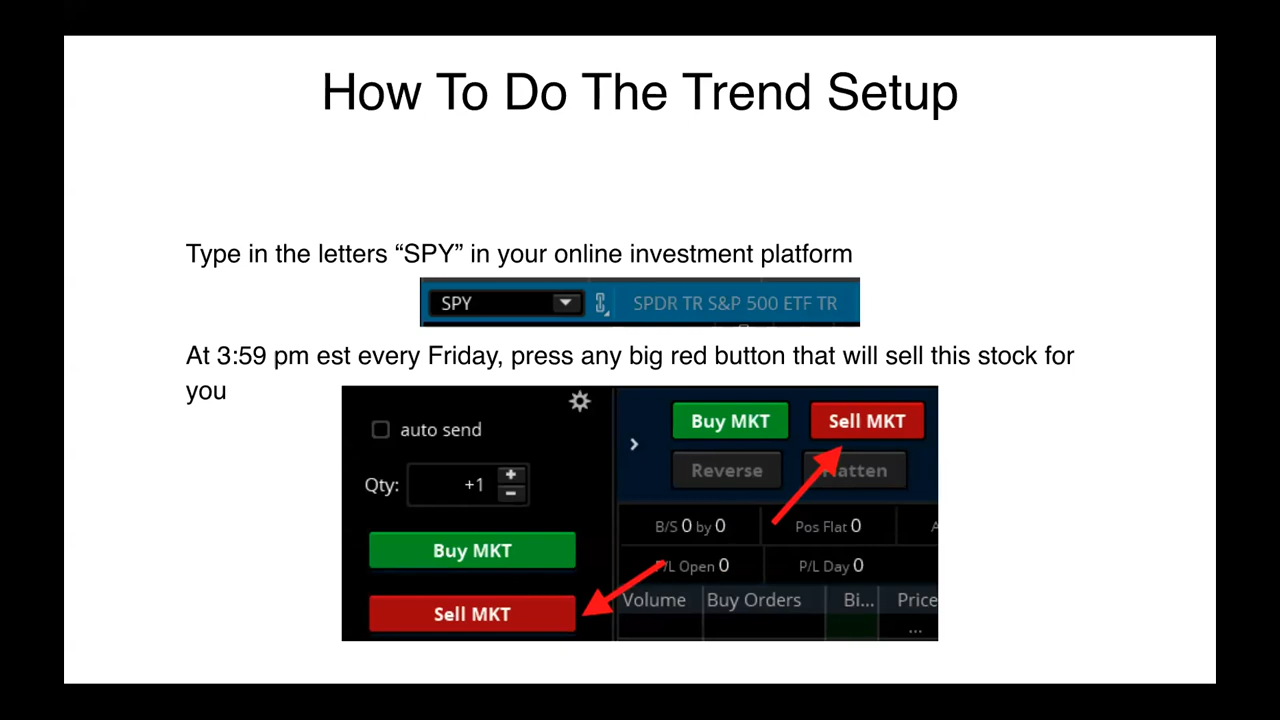 How To Do The Trend Setup
Type in the letters “SPY” in your online investment platform
SPY
SPDR TR S&P 500 ETF TR
At 3:59 pm est every Friday, press any big red button that will sell this stock for
you
auto send
Buy MKT
Sell MKT
Qty:
+1
Reverse
B/S 0 by 0
Pos Flat 0
Buy MKT
P/L Day 0
Sell MKT
Volume
Buy Orders
Bi...
Price
...